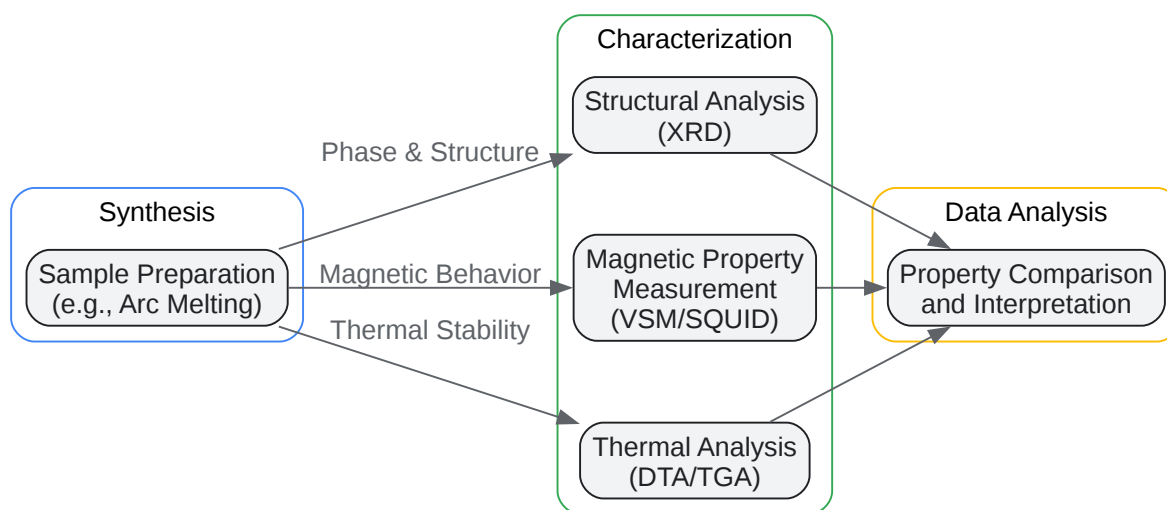 Characterization
Structural Analysis
(XRD)
Phase & Structure
Synthesis
Data Analysis
Sample Preparation
(e.g., Arc Melting)
Magnetic Behavior
Magnetic Property
Measurement
(VSM/SQUID)
Property Comparison
and Interpretation
Thermal Stability
Thermal Analysis
(DTA/TGA)